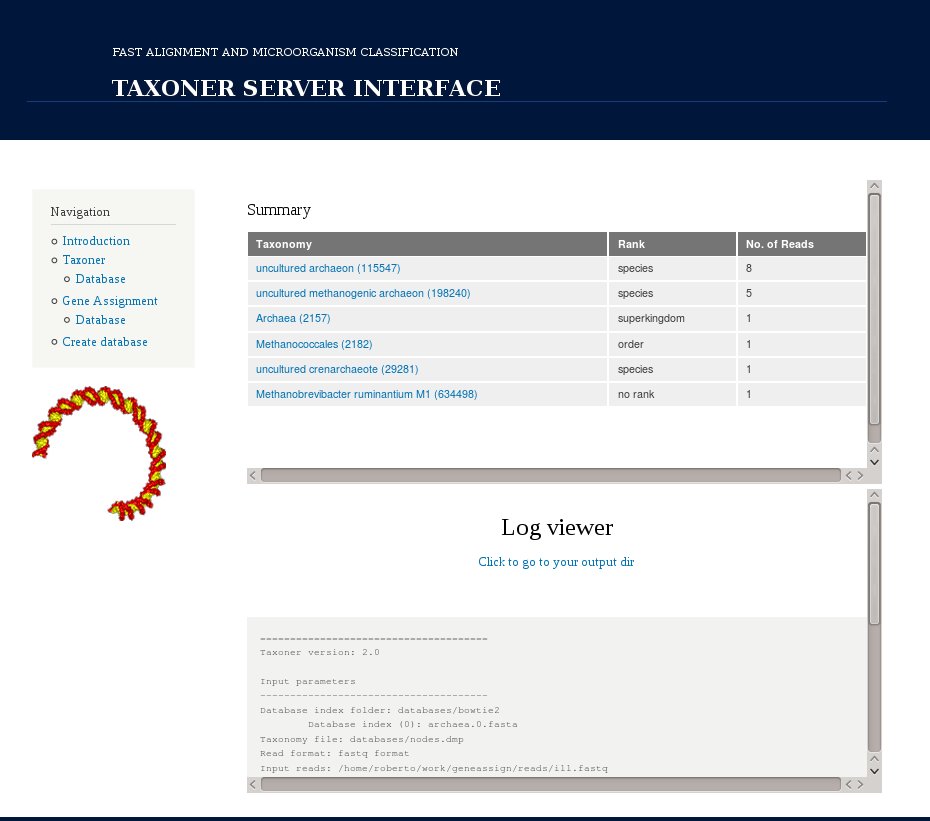 FAST ALIGNMENT AND MICROORGANISM CLASSIFICATION
TAXONER SERVER INTERFACE
Navigation
Introduction
Taxoner
Database
Gene Assignment
Database
Create database
Summary
Taxonomy Rank No. of Reads
uncultured archaeon (115547) species 8
uncultured methanogenic archaeon (198240) species 5
Archaea (2157) superkingdom 1
Methanococcales (2182) order 1
uncultured crenarchaeote (29281) species 1
Methanobrevibacter ruminantium M1 (634498) no rank 1
Log viewer
Click to go to your output dir
--------------------------------------
Taxoner version: 2.0
Input parameters
--------------------------------------
Database index folder: databases/bowtie2
Database index (0): archaea.0.fasta
Taxonomy file: databases/nodes.dmp
Read format: fastq format
Input reads: /home/roberto/work/geneassign/reads/ill.fastq